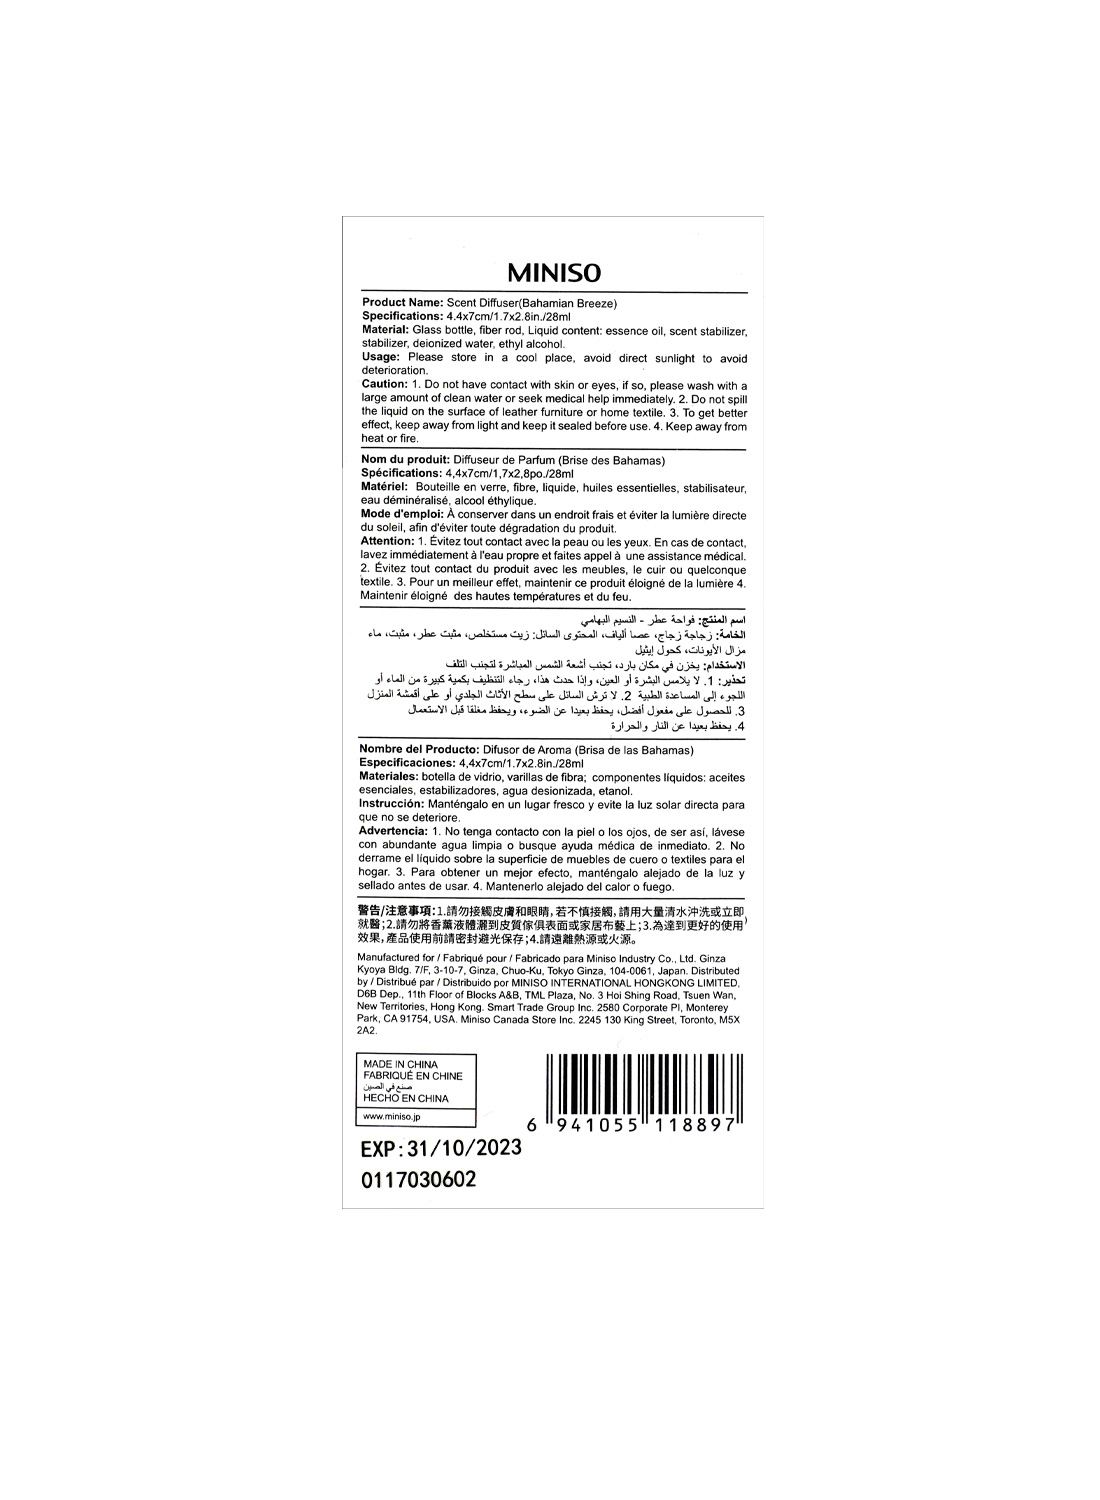 MINISO
Product Name: Scent Diffuser(Bahamian Breeze)
Specifications: 4.4x7cm/1.7x2.8in./28ml
Material: Glass bottle, fiber rod, Liquid content: essence oil, scent stabilizer,
stabilizer, deionized water, ethyl alcohol.
Usage: Please store in a cool place, avoid direct sunlight to avoid
deterioration.
Caution: 1. Do not have contact with skin or eyes, if so, please wash with a
large amount of clean water or seek medical help immediately. 2. Do not spill
the liquid on the surface of leather furniture or home textile. 3. To get better
effect, keep away from light and keep it sealed before use. 4. Keep away from
heat or fire.
Nom du produit: Diffuseur de Parfum (Brise des Bahamas)
Spécifications: 4,4x7cm/1,7x2,8po./28ml
Matériel: Bouteille en verre, fibre, liquide, huiles essentielles, stabilisateur,
eau déminéralisé, alcool éthylique.
Mode d'emploi: À conserver dans un endroit frais et éviter la lumière directe
du soleil, afin d'éviter toute dégradation du produit.
Attention: 1. Évitez tout contact avec la peau ou les yeux. En cas de contact,
lavez immédiatement à l'eau propre et faites appel à une assistance médical.
2. Évitez tout contact du produit avec les meubles, le cuir ou quelconque
textile. 3. Pour un meilleur effet, maintenir ce produit éloigné de la lumière 4.
Maintenir éloigné des hautes températures et du feu.
اسم المنتج: فواحة عطر - النسيم البهامي
الخامة: زجاجة زجاج، عصا ألياف، المحتوى السائل: زيت مستخلص، مثبت عطر، مثبت، ماء
مزال الأيونات، كحول إيثيل
الاستخدام: يخزن في مكان بارد، تجنب أشعة الشمس المباشرة لتجنب التلف
تحذير: 1. لا يلامس البشرة أو العين، وإذا حدث هذا، رجاء التنظيف بكمية كبيرة من الماء أو
اللجوء إلى المساعدة الطبية 2. لا ترش السائل على سطح الأثاث الجلدي أو على أقمشة المنزل
3. للحصول على مفعول أفضل، يحفظ بعيدا عن الضوء، ويحفظ مغلقا قبل الاستعمال
4. يحفظ بعيدا عن النار والحرارة
Nombre del Producto: Difusor de Aroma (Brisa de las Bahamas)
Especificaciones: 4,4x7cm/1.7x2.8in./28ml
Materiales: botella de vidrio, varillas de fibra; componentes líquidos: aceites
esenciales, estabilizadores, agua desionizada, etanol.
Instrucción: Manténgalo en un lugar fresco y evite la luz solar directa para
que no se deteriore.
Advertencia: 1. No tenga contacto con la piel o los ojos, de ser así, lávese
con abundante agua limpia o busque ayuda médica de inmediato. 2. No
derrame el líquido sobre la superficie de muebles de cuero o textiles para el
hogar. 3. Para obtener un mejor efecto, manténgalo alejado de la luz y
sellado antes de usar. 4. Mantenerlo alejado del calor o fuego.
警告/注意事項:1.請勿接觸皮膚和眼睛,若不慎接觸,請用大量清水沖洗或立即
就醫;2.請勿將香薰液體灑到皮質傢俱表面或家居布藝上;3.為達到更好的使用
效果,產品使用前請密封避光保存;4.請遠離熱源或火源。
Manufactured for / Fabriqué pour / Fabricado para Miniso Industry Co., Ltd. Ginza
Kyoya Bldg. 7/F, 3-10-7, Ginza, Chuo-Ku, Tokyo Ginza, 104-0061, Japan. Distributed
by / Distribué par / Distribuido por MINISO INTERNATIONAL HONGKONG LIMITED.
D6B Dep., 11th Floor of Blocks A&B, TML Plaza, No. 3 Hoi Shing Road, Tsuen Wan,
New Territories, Hong Kong. Smart Trade Group Inc. 2580 Corporate Pl, Monterey
Park, CA 91754, USA. Miniso Canada Store Inc. 2245 130 King Street, Toronto, M5X
2A2.
MADE IN CHINA
FABRIQUÉ EN CHINE
صنع في الصين
HECHO EN CHINA
www.miniso.jp
6 941055 118897
EXP:31/10/2023
0117030602